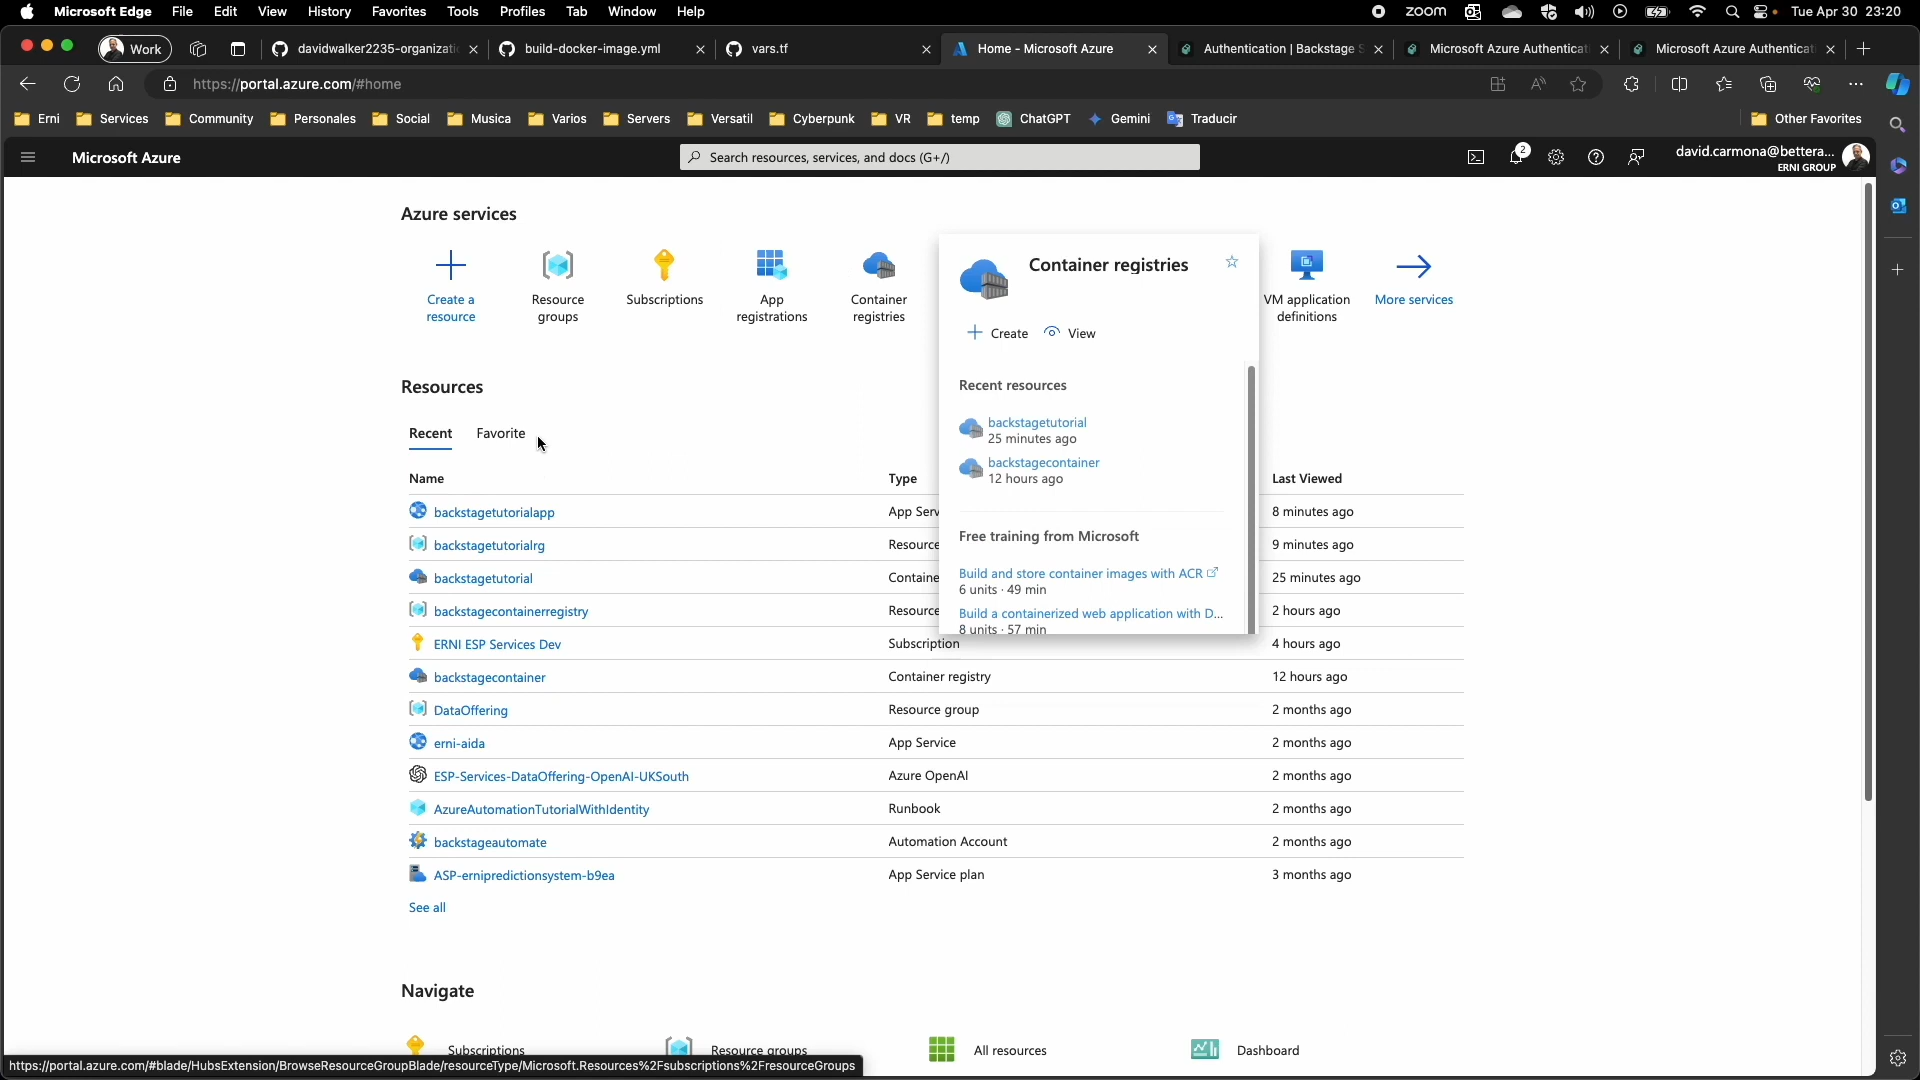 Microsoft Edge File Edit View History Favorites Tools Profiles Tab Window Help zoom Tue Apr 30 23:20
Work davidwalker2235-organizati build-docker-image.yml vars.tf Home - Microsoft Azure Authentication | Backstage S Microsoft Azure Authenticat Microsoft Azure Authenticat
https://portal.azure.com/#home
Erni Services Community Personales Social Musica Varios Servers Versatil Cyberpunk VR temp ChatGPT Gemini Traducir Other Favorites
Microsoft Azure Search resources, services, and docs (G+/) 2 david.carmona@bettera...
ERNI GROUP
Azure services
Create a resource
Resource groups
Subscriptions
App registrations
Container registries
VM application definitions
More services
Container registries
Create View
Recent resources
backstagetutorial
25 minutes ago
backstagecontainer
12 hours ago
Free training from Microsoft
Build and store container images with ACR
6 units · 49 min
Build a containerized web application with D...
8 units · 57 min
Resources
Recent Favorite
Name Type Last Viewed
backstagetutorialapp App Serv 8 minutes ago
backstagetutorialrg Resource 9 minutes ago
backstagetutorial Containe 25 minutes ago
backstagecontainerregistry Resource 2 hours ago
ERNI ESP Services Dev Subscription 4 hours ago
backstagecontainer Container registry 12 hours ago
DataOffering Resource group 2 months ago
erni-aida App Service 2 months ago
ESP-Services-DataOffering-OpenAI-UKSouth Azure OpenAI 2 months ago
AzureAutomationTutorialWithIdentity Runbook 2 months ago
backstageautomate Automation Account 2 months ago
ASP-ernipredictionsystem-b9ea App Service plan 3 months ago
See all
Navigate
Subscriptions Resource groups All resources Dashboard
https://portal.azure.com/#blade/HubsExtension/BrowseResourceGroupBlade/resourceType/Microsoft.Resources%2Fsubscriptions%2FresourceGroups